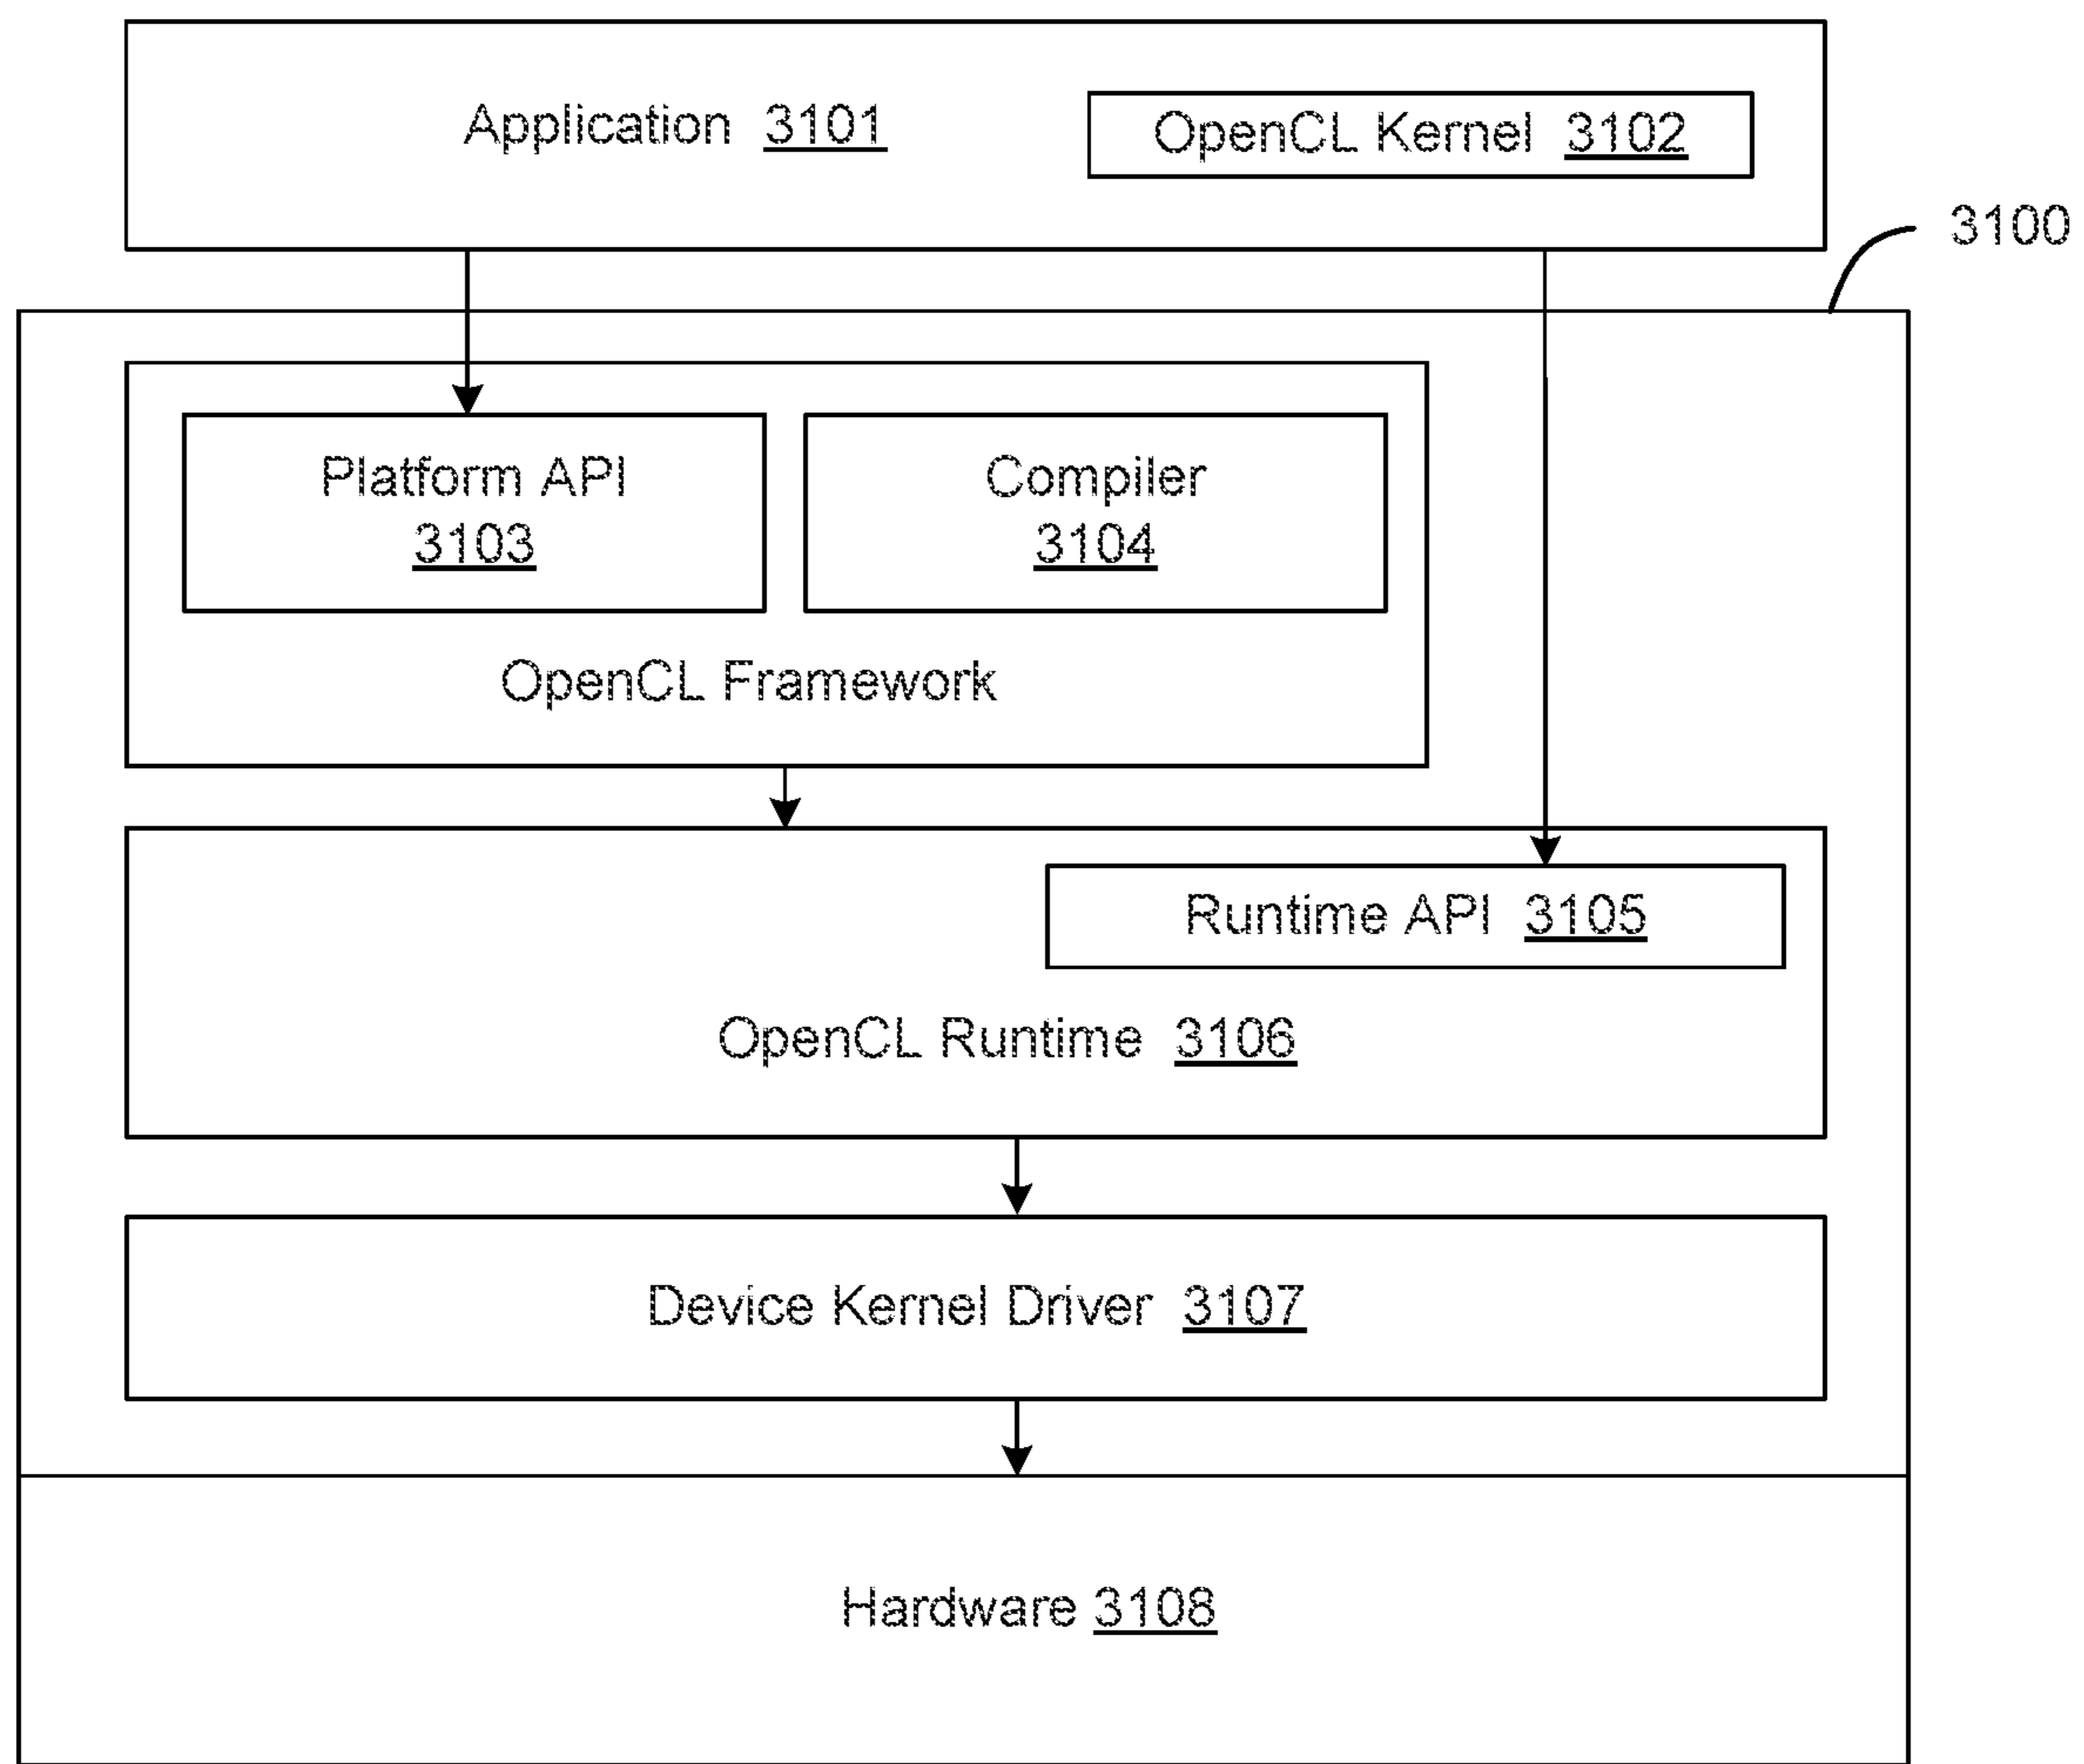 Application 3101
OpenCL Kernel 3102
3100
Platform API
3103
Compiler
3104
OpenCL Framework
Runtime API 3105
OpenCL Runtime 3106
Device Kernel Driver 3107
Hardware 3108